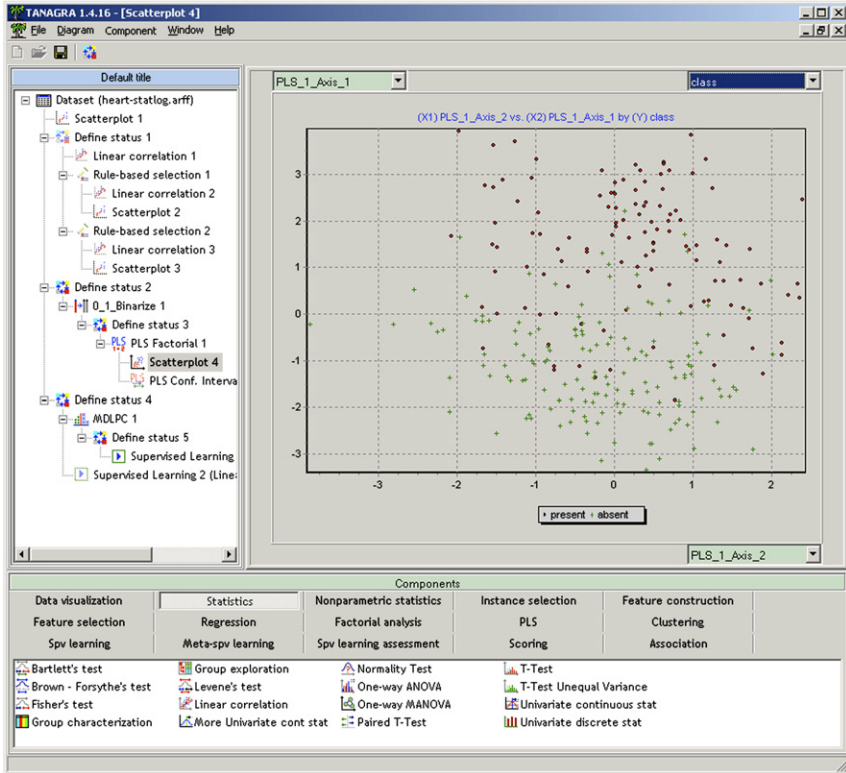 TANAGRA 1.4.16 - [Scatterplot 4]
File Diagram Component Window Help
Default title
Dataset (heart-statlog.arff)
Scatterplot 1
Define status 1
Linear correlation 1
Rule-based selection 1
Linear correlation 2
Scatterplot 2
Rule-based selection 2
Linear correlation 3
Scatterplot 3
Define status 2
0_1_Binarize 1
Define status 3
PLS Factorial 1
Scatterplot 4
PLS Conf. Interva
Define status 4
MDLPC 1
Define status 5
Supervised Learning
Supervised Learning 2 (Line
PLS_1_Axis_1
class
(X1) PLS_1_Axis_2 vs. (X2) PLS_1_Axis_1 by (Y) class
3
2
1
0
-1
-2
-3
-3 -2 -1 0 1 2
present absent
PLS_1_Axis_2
Components
Data visualization Statistics Nonparametric statistics Instance selection Feature construction
Feature selection Regression Factorial analysis PLS Clustering
Spv learning Meta-spv learning Spv learning assessment Scoring Association
Bartlett's test Group exploration Normality Test T-Test
Brown - Forsythe's test Levene's test One-way ANOVA T-Test Unequal Variance
Fisher's test Linear correlation One-way MANOVA Univariate continuous stat
Group characterization More Univariate cont stat Paired T-Test Univariate discrete stat